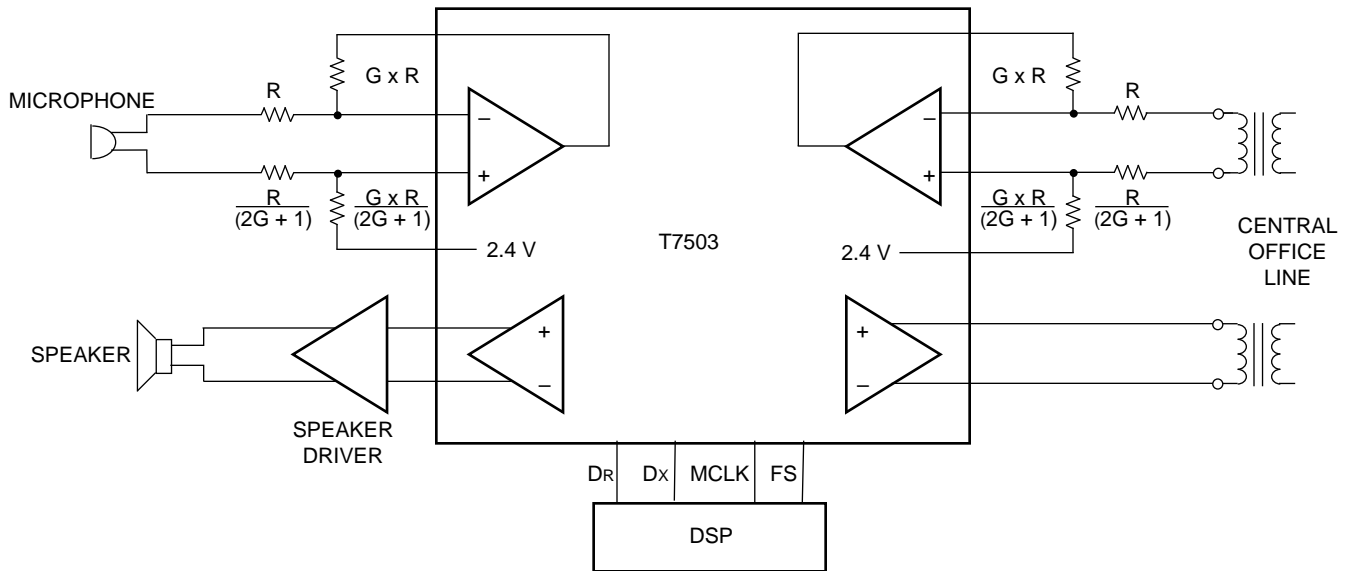 MICROPHONE
R
G x R
–
+
R
(2G + 1)
G x R
(2G + 1)
2.4 V
T7503
G x R
R
–
+
G x R
(2G + 1)
R
(2G + 1)
2.4 V
CENTRAL
OFFICE
LINE
SPEAKER
SPEAKER
DRIVER
+
–
+
–
DR
DX
MCLK
FS
DSP